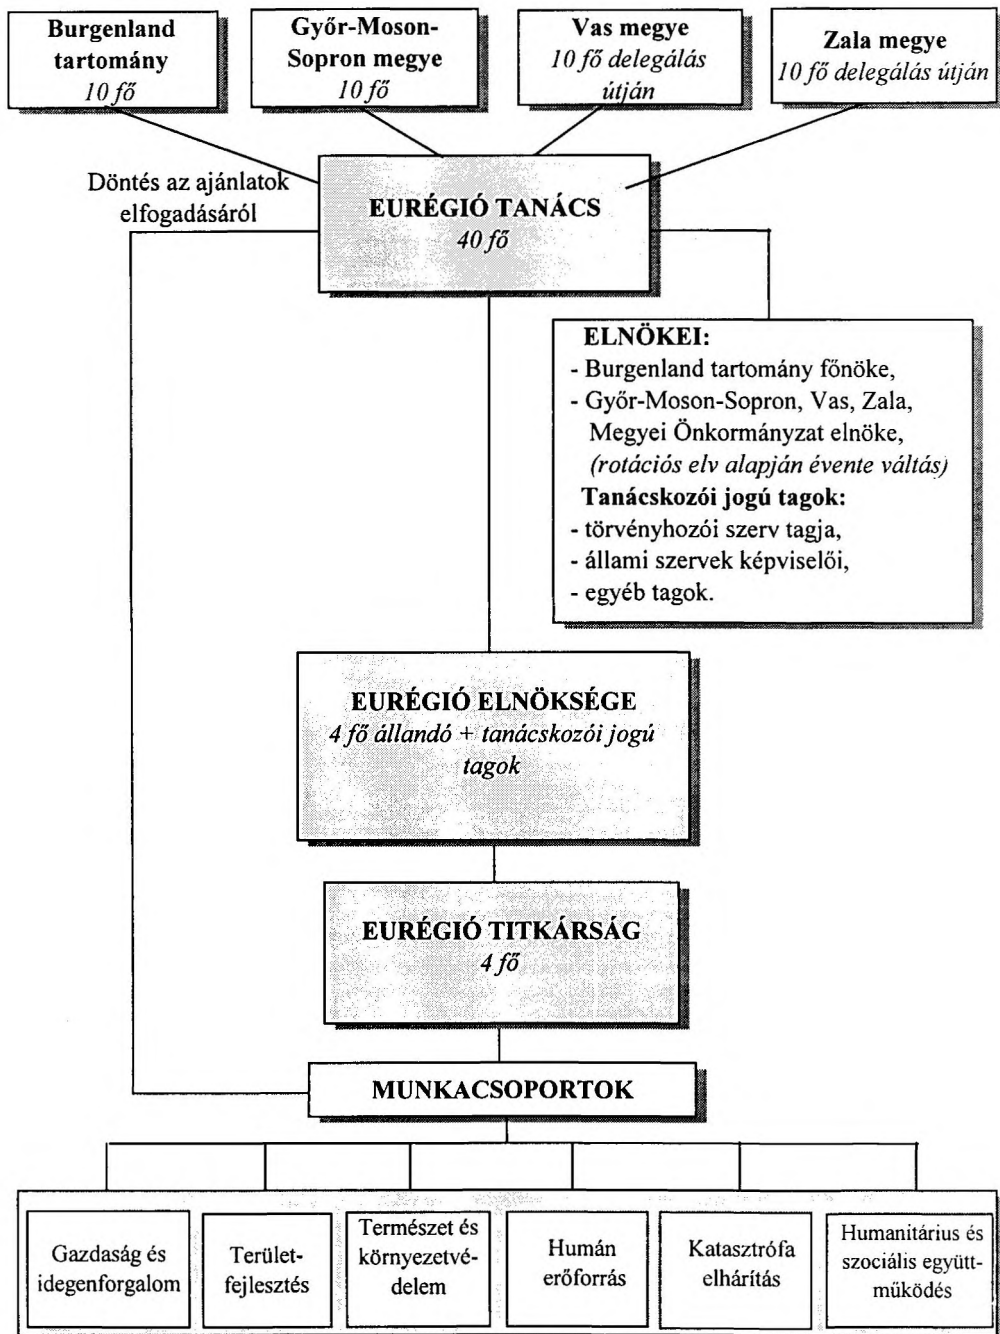 Burgenland
tartomány
10 fő
Győr-Moson-
Sopron megye
10 fő
Vas megye
10 fő delegálás
útján
Zala megye
10 fő delegálás útján
Döntés az ajánlatok
elfogadásáról
EURÉGIÓ TANÁCS
40 fő
ELNÖKEI:
- Burgenland tartomány főnöke,
- Győr-Moson-Sopron, Vas, Zala,
Megyei Önkormányzat elnöke,
(rotációs elv alapján évente váltás)
Tanácskozói jogú tagok:
- törvényhozói szerv tagja,
- állami szervek képviselői,
- egyéb tagok.
EURÉGIÓ ELNÖKSÉGE
4 fő állandó + tanácskozói jogú
tagok
EURÉGIÓ TITKÁRSÁG
4 fő
MUNKACSOPORTOK
Gazdaság és
idegenforgalom
Terület-
fejlesztés
Természet és
környezetvé-
delem
Humán
erőforrás
Katasztrófa
elhárítás
Humanitárius és
szociális együtt-
működés